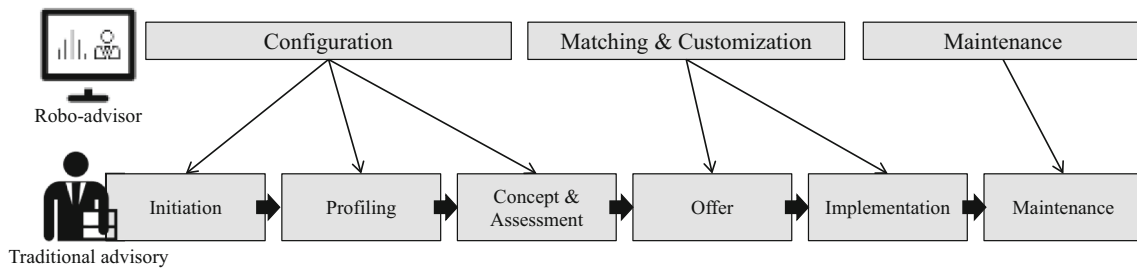 Configuration
Matching & Customization
Maintenance
Robo-advisor
Initiation
Profiling
Concept &
Assessment
Offer
Implementation
Maintenance
Traditional advisory